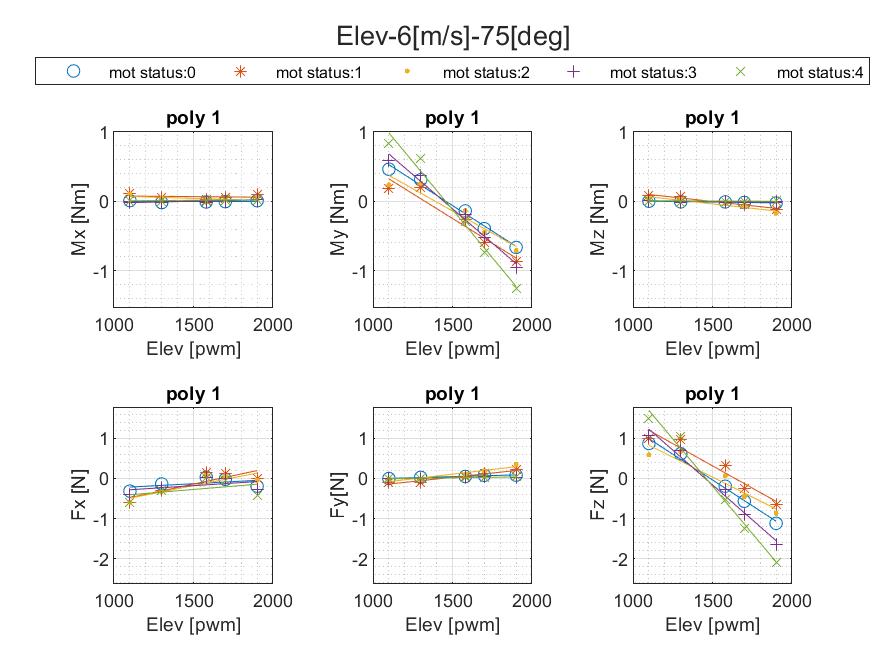 Elev-6[m/s]-75[deg]
mot status:0 mot status:1 mot status:2 mot status:3 mot status:4
poly 1 poly 1 poly 1
1 1 1
0 0 0
-1 -1 -1
Mx [Nm] My [Nm] Mz [Nm]
1000 1500 2000 1000 1500 2000 1000 1500 2000
Elev [pwm] Elev [pwm] Elev [pwm]
poly 1 poly 1 poly 1
1 1 1
0 0 0
-1 -1 -1
-2 -2 -2
Fx [N] Fy[N] Fz [N]
1000 1500 2000 1000 1500 2000 1000 1500 2000
Elev [pwm] Elev [pwm] Elev [pwm]